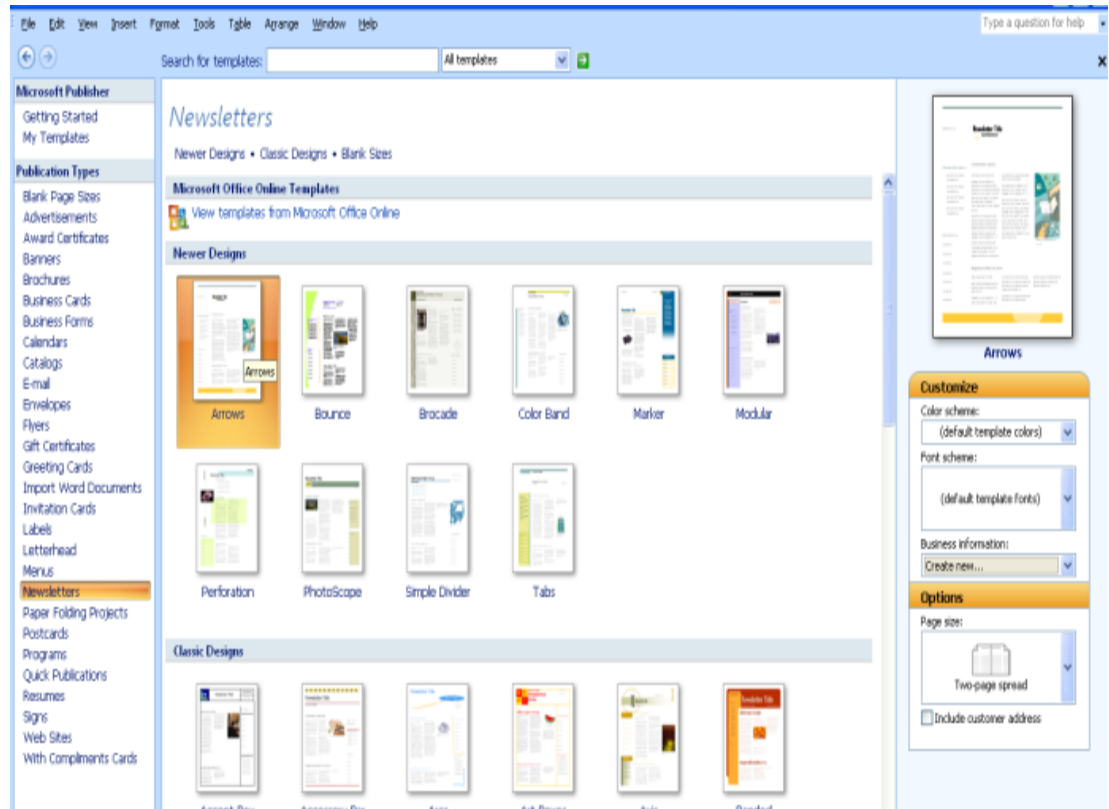 File Edit View Insert Format Tools Table Arrange Window Help
Type a question for help
Search for templates: All templates
Microsoft Publisher
Getting Started
My Templates
Publication Types
Blank Page Sizes
Advertisements
Award Certificates
Banners
Brochures
Business Cards
Business Forms
Calendars
Catalogs
E-mail
Envelopes
Flyers
Gift Certificates
Greeting Cards
Import Word Documents
Invitation Cards
Labels
Letterhead
Menus
Newsletters
Paper Folding Projects
Postcards
Programs
Quick Publications
Resumes
Signs
Web Sites
With Compliments Cards
Newsletters
Newer Designs • Classic Designs • Blank Sizes
Microsoft Office Online Templates
View templates from Microsoft Office Online
Newer Designs
Arrows
Arrows Bounce Brocade Color Band Marker Modular
Perforation PhotoScope Simple Divider Tabs
Classic Designs
Newsletter Title
Arrows
Customize
Color scheme:
(default template colors)
Font scheme:
(default template fonts)
Business information:
Create new...
Options
Page size:
Two-page spread
Include customer address